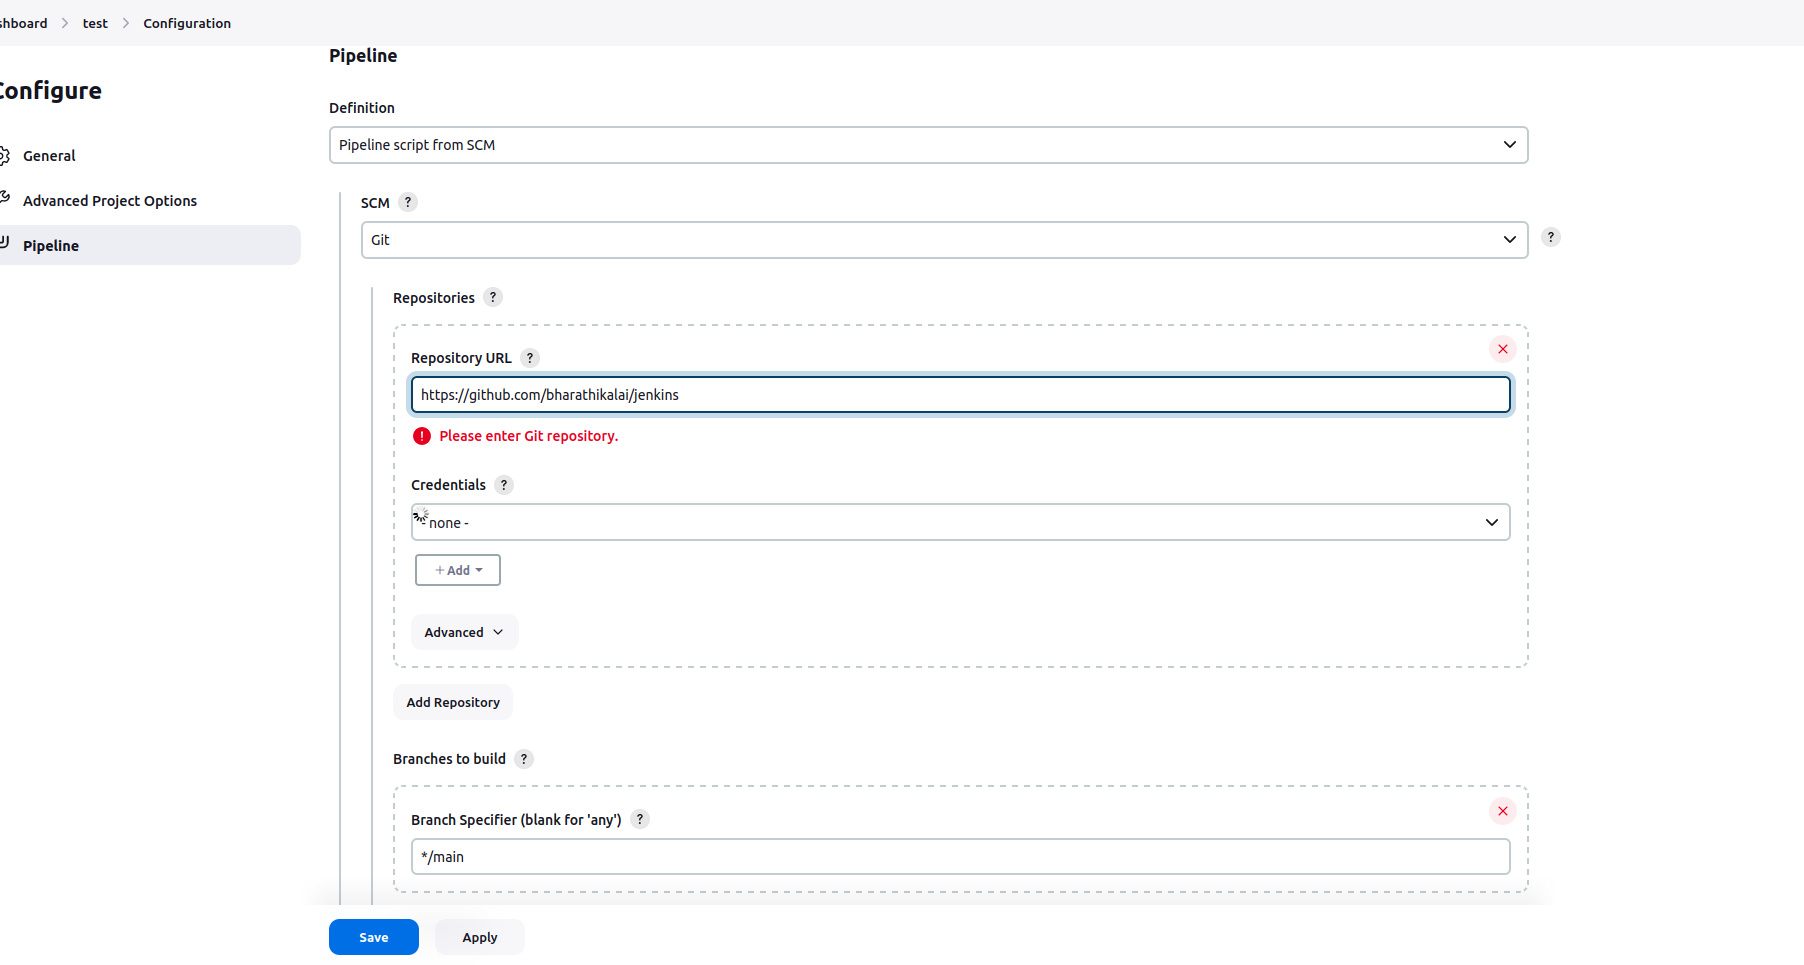 shboard > test > Configuration
Configure
General
Advanced Project Options
Pipeline
Pipeline
Definition
Pipeline script from SCM
SCM ?
Git
?
Repositories ?
Repository URL ?
https://github.com/bharathikalai/jenkins
! Please enter Git repository.
Credentials ?
- none -
+ Add
Advanced
Add Repository
Branches to build ?
Branch Specifier (blank for 'any') ?
*/main
Save
Apply